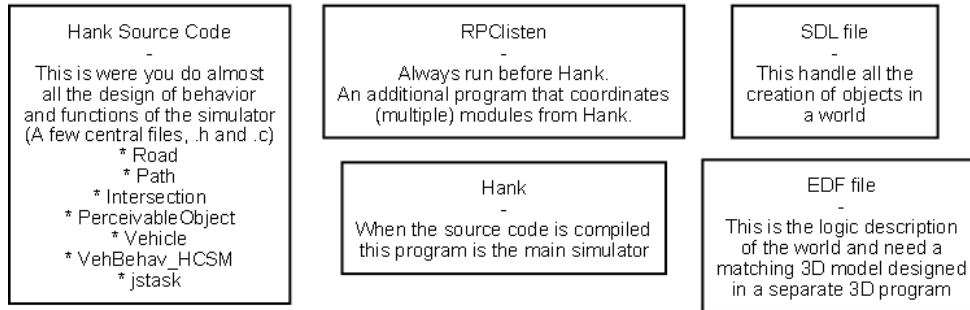 Hank Source Code
-
This is were you do almost
all the design of behavior
and functions of the simulator
(A few central files, .h and .c)
* Road
* Path
* Intersection
* PerceivableObject
* Vehicle
* VehBehav_HCSM
* jstask
RPClisten
-
Always run before Hank.
An additional program that coordinates
(multiple) modules from Hank.
Hank
-
When the source code is compiled
this program is the main simulator
SDL file
-
This handle all the
creation of objects in
a world
EDF file
-
This is the logic description
of the world and need a
matching 3D model designed
in a separate 3D program